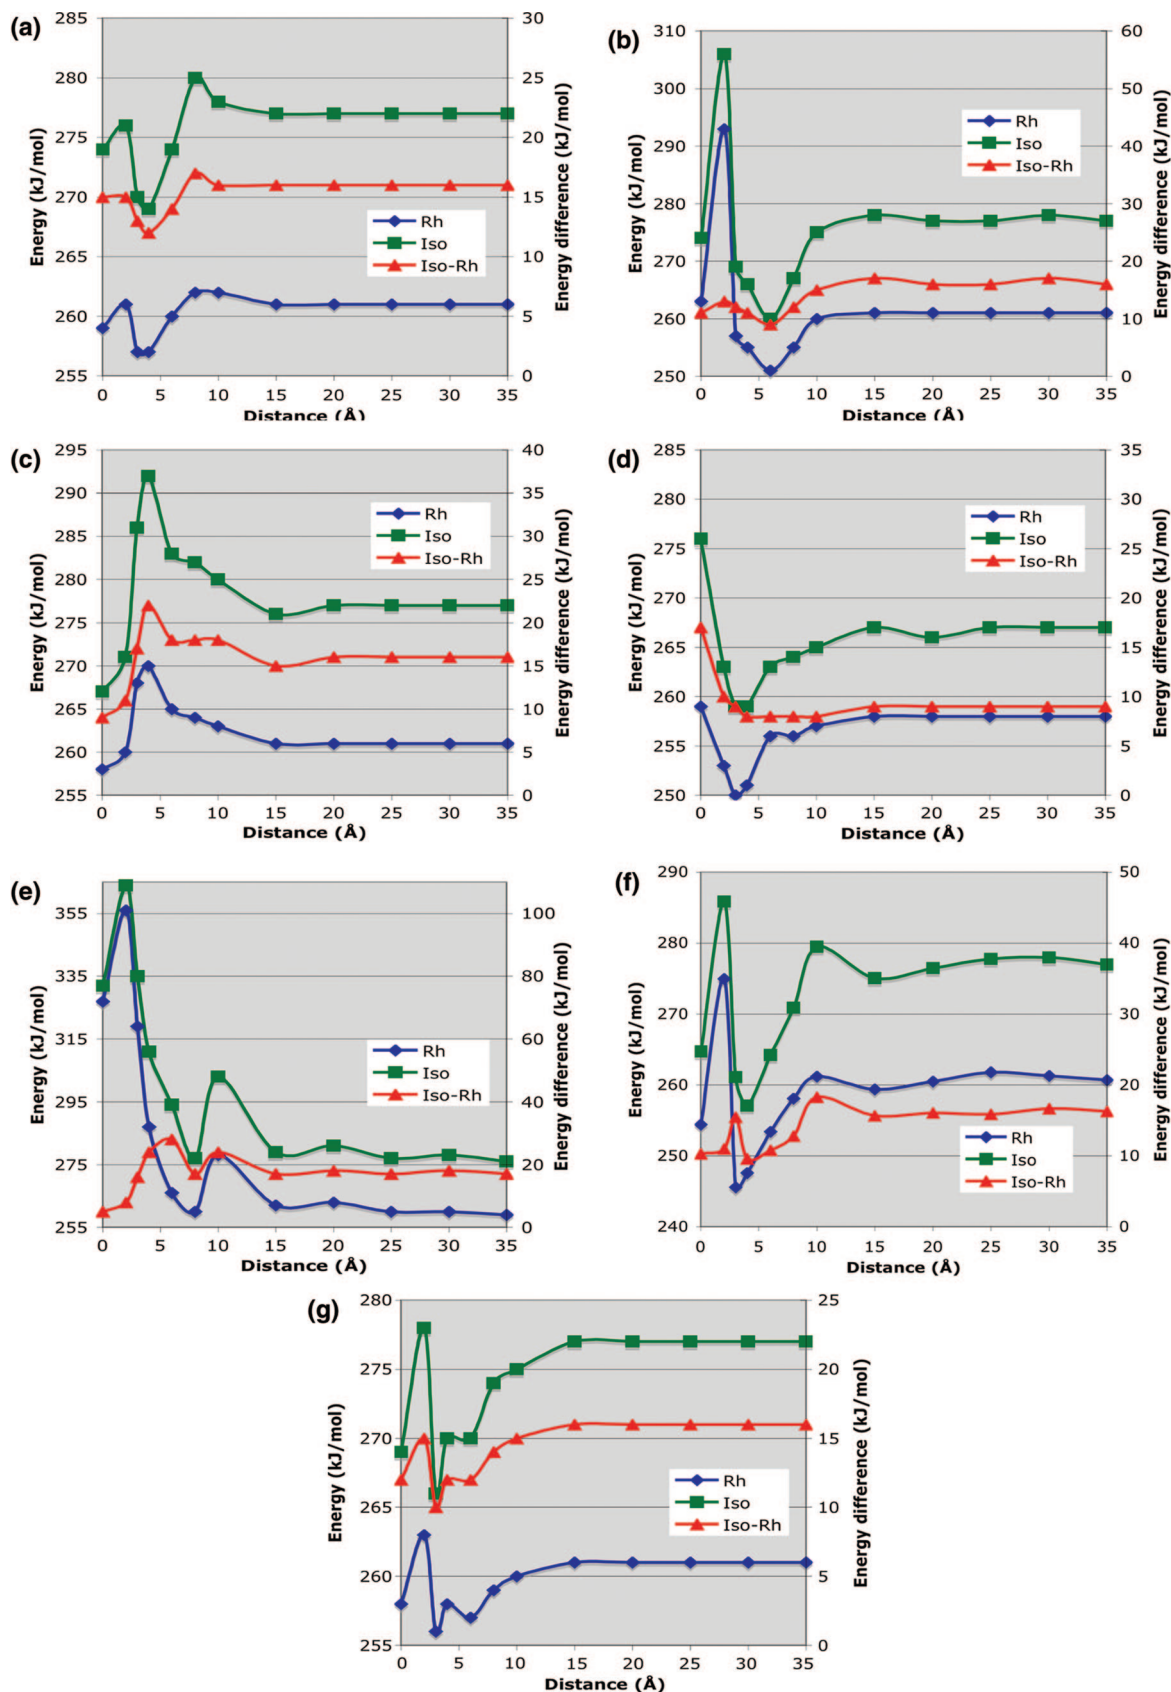 (a)
285
280
275
270
265
260
255
Energy (kJ/mol)
30
25
20
15
10
5
0
Energy difference (kJ/mol)
Rh
Iso
Iso-Rh
0 5 10 15 20 25 30 35
Distance (Å)
(b)
310
300
290
280
270
260
250
Energy (kJ/mol)
60
50
40
30
20
10
0
Energy difference (kJ/mol)
Rh
Iso
Iso-Rh
0 5 10 15 20 25 30 35
Distance (Å)
(c)
295
290
285
280
275
270
265
260
255
Energy (kJ/mol)
40
35
30
25
20
15
10
5
0
Energy difference (kJ/mol)
Rh
Iso
Iso-Rh
0 5 10 15 20 25 30 35
Distance (Å)
(d)
285
280
275
270
265
260
255
250
Energy (kJ/mol)
35
30
25
20
15
10
5
0
Energy difference (kJ/mol)
Rh
Iso
Iso-Rh
0 5 10 15 20 25 30 35
Distance (Å)
(e)
355
335
315
295
275
255
Energy (kJ/mol)
100
80
60
40
20
0
Energy difference (kJ/mol)
Rh
Iso
Iso-Rh
0 5 10 15 20 25 30 35
Distance (Å)
(f)
290
280
270
260
250
240
Energy (kJ/mol)
50
40
30
20
10
0
Energy difference (kJ/mol)
Rh
Iso
Iso-Rh
0 5 10 15 20 25 30 35
Distance (Å)
(g)
280
275
270
265
260
255
Energy (kJ/mol)
25
20
15
10
5
0
Energy difference (kJ/mol)
Rh
Iso
Iso-Rh
0 5 10 15 20 25 30 35
Distance (Å)